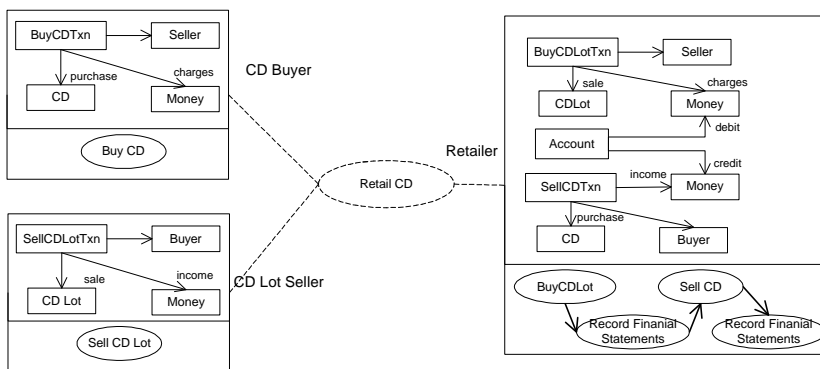 BuyCDTxn
Seller
purchase
charges
CD
Money
Buy CD
CD Buyer
SellCDLotTxn
Buyer
sale
income
CD Lot
Money
Sell CD Lot
CD Lot Seller
Retail CD
Retailer
BuyCDLotTxn
Seller
sale
charges
CDLot
Money
debit
Account
credit
SellCDTxn
income
Money
purchase
CD
Buyer
BuyCDLot
Sell CD
Record Finanial
Statements
Record Finanial
Statements